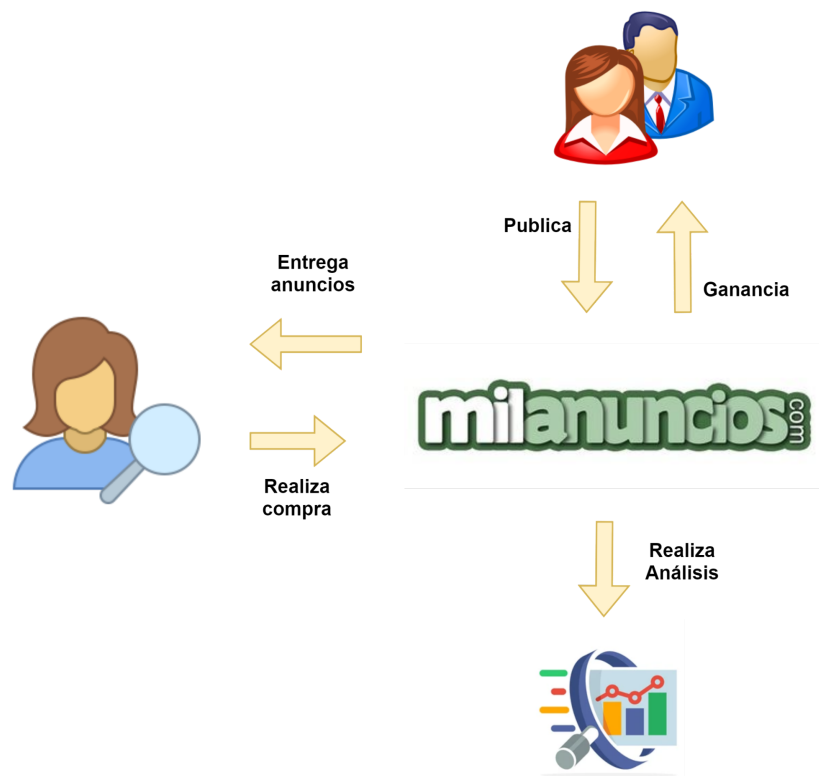 Publica
Ganancia
Entrega
anuncios
milanuncios.com
Realiza
compra
Realiza
Análisis